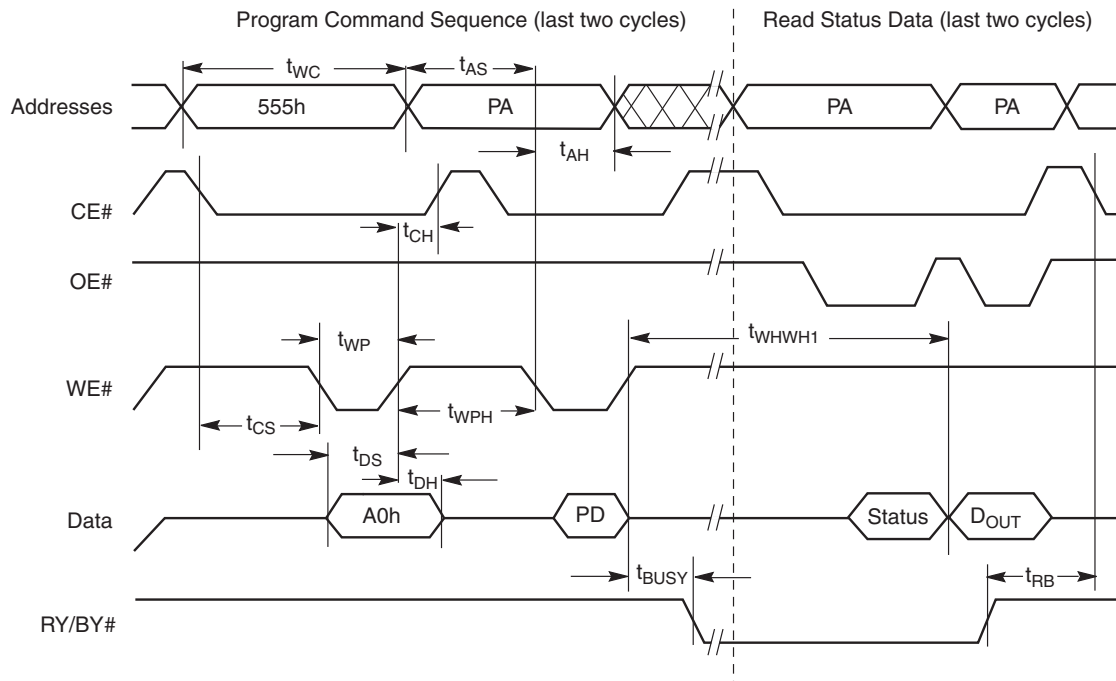 Program Command Sequence (last two cycles)
Read Status Data (last two cycles)
tWC
tAS
Addresses
555h
PA
PA
PA
tAH
CE#
tCH
OE#
tWP
tWHWH1
WE#
tCS
tWPH
tDS
tDH
Data
A0h
PD
Status
DOUT
tBUSY
tRB
RY/BY#